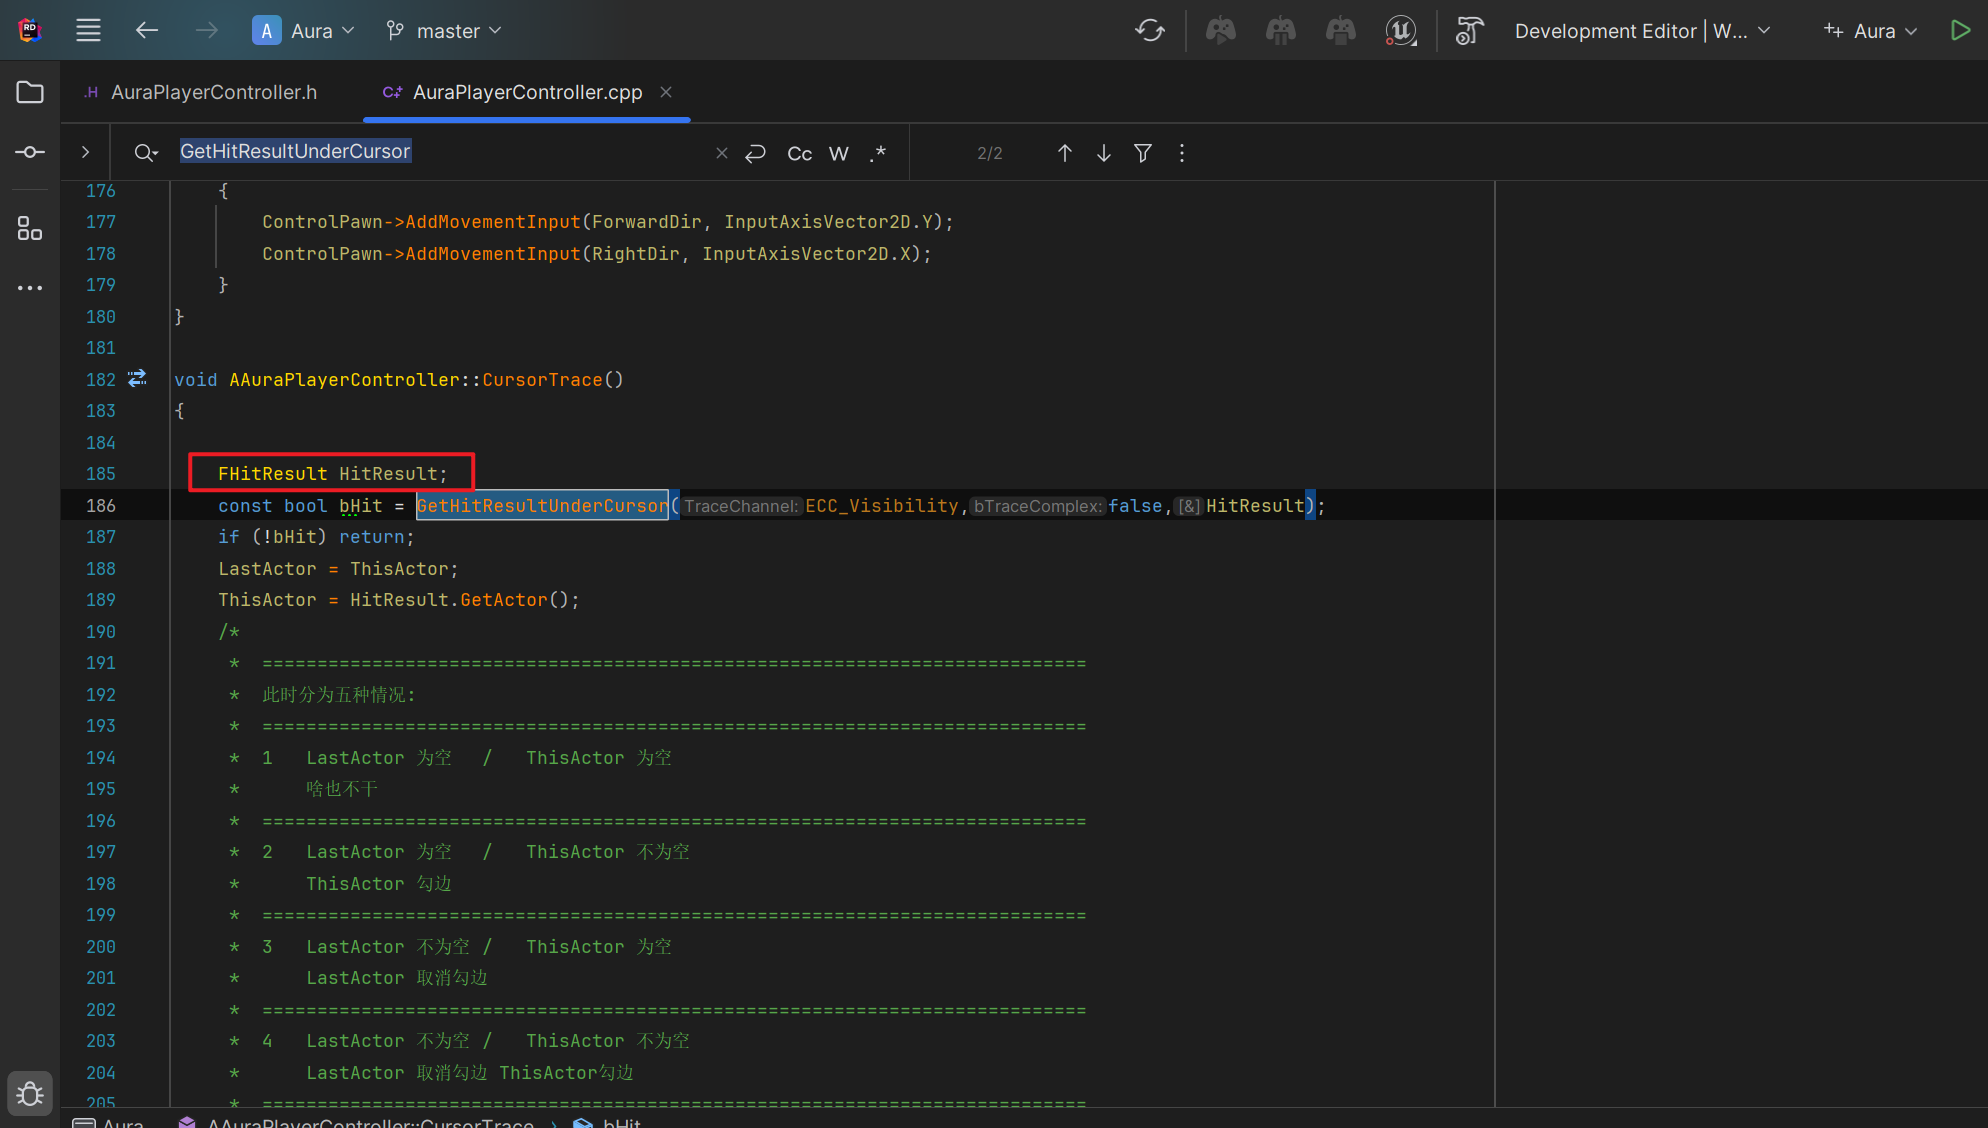 RD
A Aura master Development Editor | W... Aura
.H AuraPlayerController.h C++ AuraPlayerController.cpp
GetHitResultUnderCursor Cc W .* 2/2
176 {
177 ControlPawn->AddMovementInput(ForwardDir, InputAxisVector2D.Y);
178 ControlPawn->AddMovementInput(RightDir, InputAxisVector2D.X);
179 }
180 }
181
182 void AAuraPlayerController::CursorTrace()
183 {
184
185 FHitResult HitResult;
186 const bool bHit = GetHitResultUnderCursor( TraceChannel: ECC_Visibility, bTraceComplex: false, [&] HitResult);
187 if (!bHit) return;
188 LastActor = ThisActor;
189 ThisActor = HitResult.GetActor();
190 /*
191 * ===========================================================================
192 * 此时分为五种情况:
193 * ===========================================================================
194 * 1 LastActor 为空 / ThisActor 为空
195 * 啥也不干
196 * ===========================================================================
197 * 2 LastActor 为空 / ThisActor 不为空
198 * ThisActor 勾边
199 * ===========================================================================
200 * 3 LastActor 不为空 / ThisActor 为空
201 * LastActor 取消勾边
202 * ===========================================================================
203 * 4 LastActor 不为空 / ThisActor 不为空
204 * LastActor 取消勾边 ThisActor勾边
205 * ===========================================================================
Aura AAuraPlayerController::CursorTrace bHit